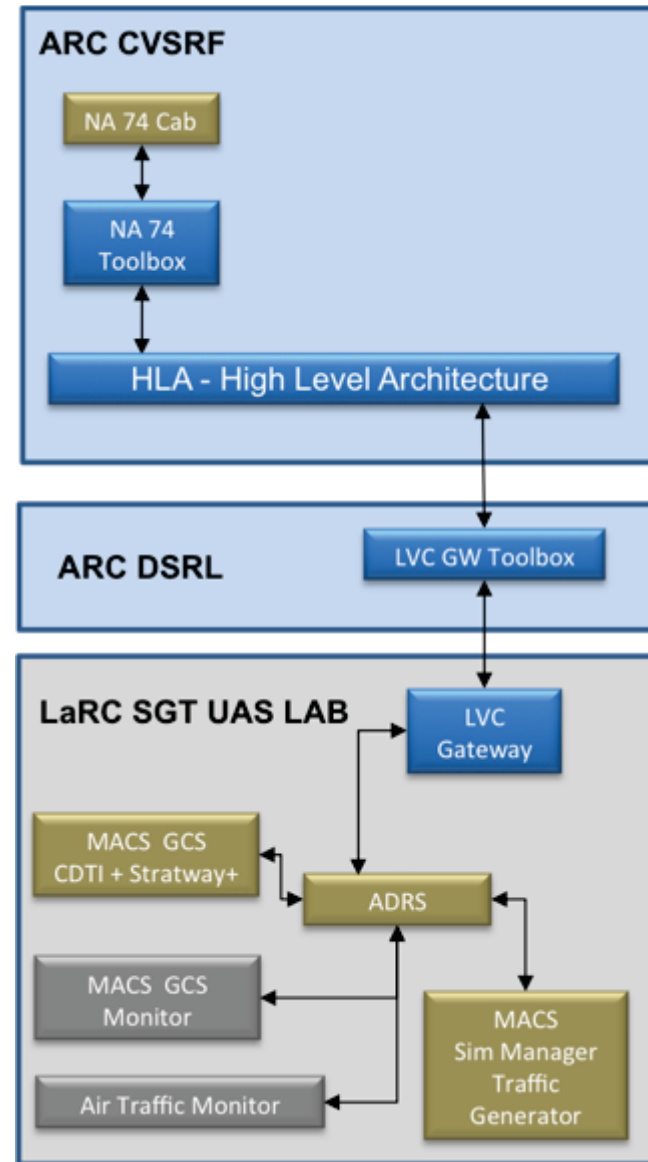 ARC CVSRF
NA 74 Cab
NA 74
Toolbox
HLA - High Level Architecture
ARC DSRL
LVC GW Toolbox
LaRC SGT UAS LAB
LVC
Gateway
MACS GCS
CDTI + Stratway+
ADRS
MACS GCS
Monitor
MACS
Sim Manager
Traffic
Generator
Air Traffic Monitor